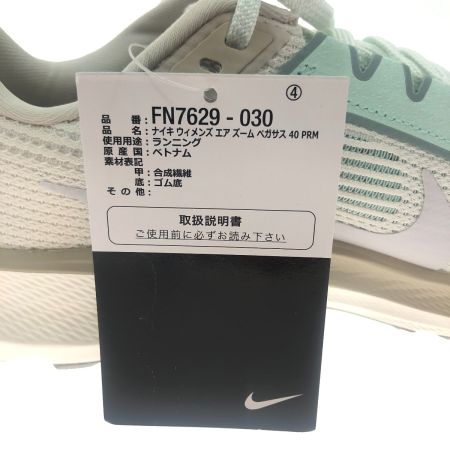 ④
品 番：FN7629 - 030
品 名：ナイキ ウィメンズ エア ズーム ペガサス 40 PRM
使用用途：ランニング
原 産 国：ベトナム
素材表記
甲：合成繊維
底：ゴム底
そ の 他：
取扱説明書
ご使用前に必ずお読み下さい